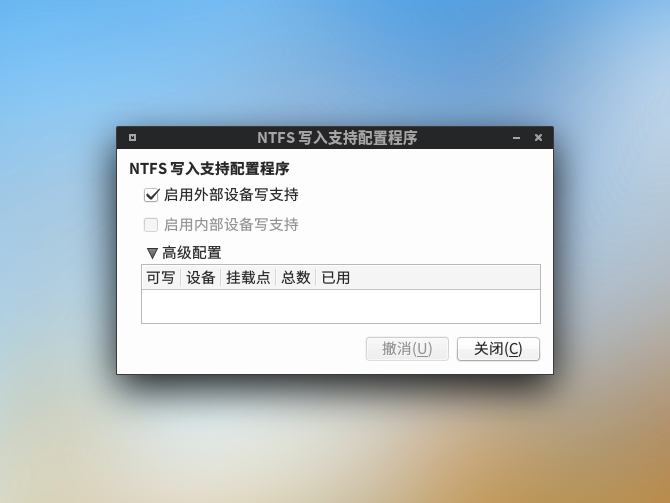 NTFS 写入支持配置程序
NTFS 写入支持配置程序
启用外部设备写支持
启用内部设备写支持
高级配置
可写 设备 挂载点 总数 已用
撤消(U) 关闭(C)